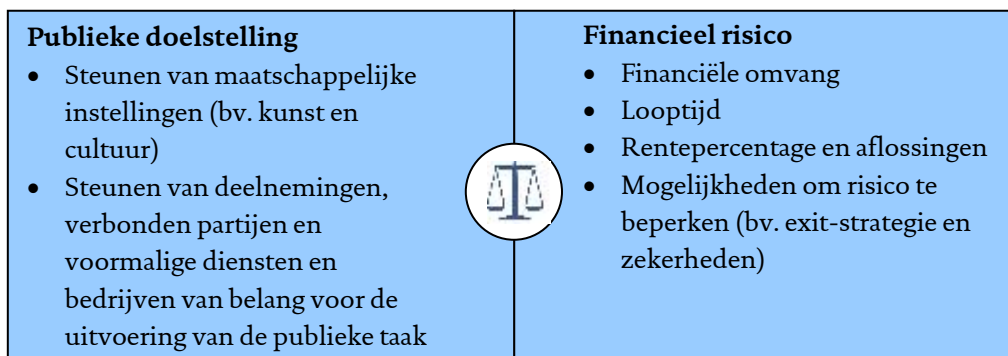 Publieke doelstelling
• Steunen van maatschappelijke
instellingen (bv. kunst en
cultuur)
• Steunen van deelnemingen,
verbonden partijen en
voormalige diensten en
bedrijven van belang voor de
uitvoering van de publieke taak
Financieel risico
• Financiële omvang
• Looptijd
• Rentepercentage en aflossingen
• Mogelijkheden om risico te
beperken (bv. exit-strategie en
zekerheden)